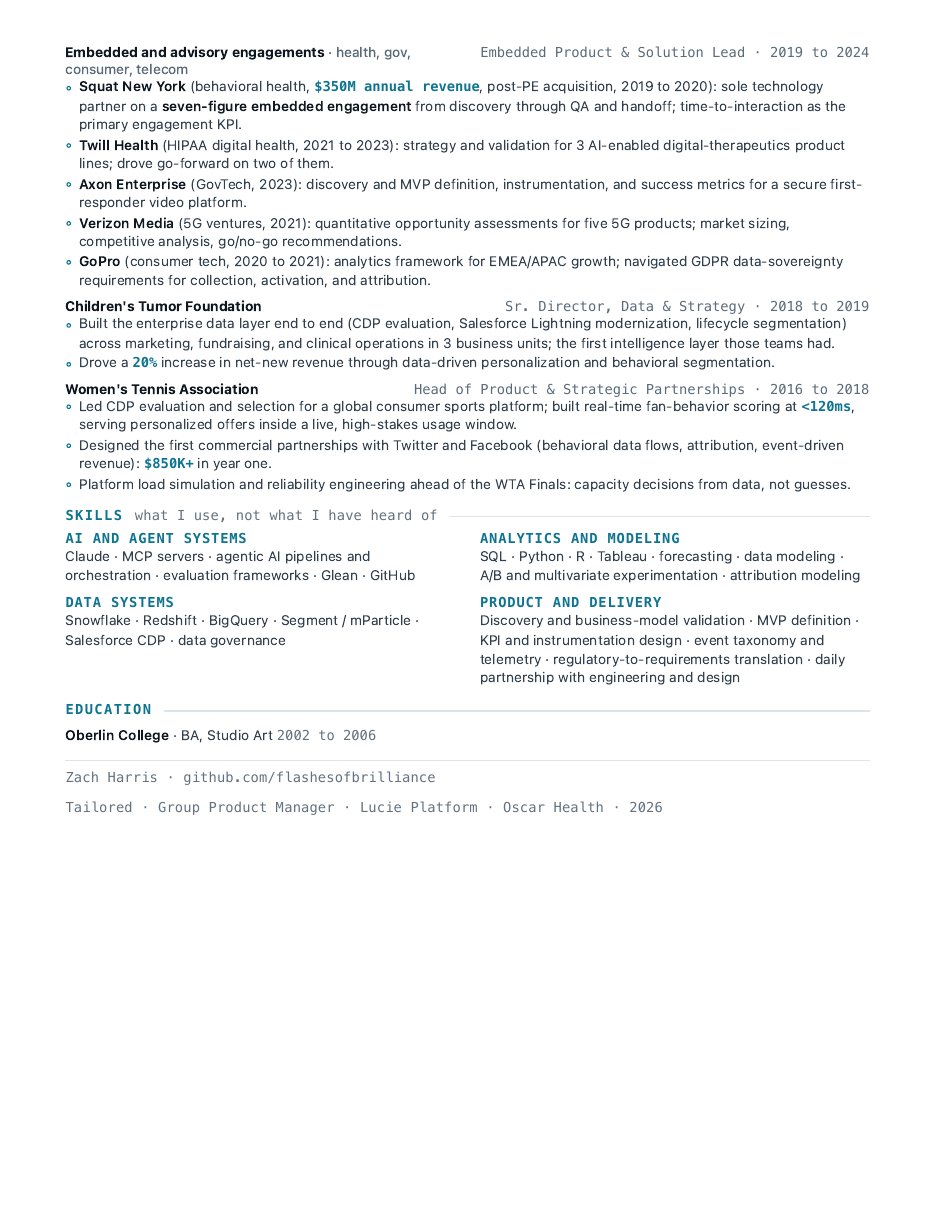 Embedded and advisory engagements · health, gov, Embedded Product & Solution Lead · 2019 to 2024
consumer, telecom
Squat New York (behavioral health, $350M annual revenue, post-PE acquisition, 2019 to 2020): sole technology
partner on a seven-figure embedded engagement from discovery through QA and handoff; time-to-interaction as the
primary engagement KPI.
Twill Health (HIPAA digital health, 2021 to 2023): strategy and validation for 3 AI-enabled digital-therapeutics product
lines; drove go-forward on two of them.
Axon Enterprise (GovTech, 2023): discovery and MVP definition, instrumentation, and success metrics for a secure first-
responder video platform.
Verizon Media (5G ventures, 2021): quantitative opportunity assessments for five 5G products; market sizing,
competitive analysis, go/no-go recommendations.
GoPro (consumer tech, 2020 to 2021): analytics framework for EMEA/APAC growth; navigated GDPR data-sovereignty
requirements for collection, activation, and attribution.
Children's Tumor Foundation Sr. Director, Data & Strategy · 2018 to 2019
Built the enterprise data layer end to end (CDP evaluation, Salesforce Lightning modernization, lifecycle segmentation)
across marketing, fundraising, and clinical operations in 3 business units; the first intelligence layer those teams had.
Drove a 20% increase in net-new revenue through data-driven personalization and behavioral segmentation.
Women's Tennis Association Head of Product & Strategic Partnerships · 2016 to 2018
Led CDP evaluation and selection for a global consumer sports platform; built real-time fan-behavior scoring at <120ms,
serving personalized offers inside a live, high-stakes usage window.
Designed the first commercial partnerships with Twitter and Facebook (behavioral data flows, attribution, event-driven
revenue): $850K+ in year one.
Platform load simulation and reliability engineering ahead of the WTA Finals: capacity decisions from data, not guesses.
SKILLS what I use, not what I have heard of
AI AND AGENT SYSTEMS
Claude · MCP servers · agentic AI pipelines and
orchestration · evaluation frameworks · Glean · GitHub
ANALYTICS AND MODELING
SQL · Python · R · Tableau · forecasting · data modeling ·
A/B and multivariate experimentation · attribution modeling
DATA SYSTEMS
Snowflake · Redshift · BigQuery · Segment / mParticle ·
Salesforce CDP · data governance
PRODUCT AND DELIVERY
Discovery and business-model validation · MVP definition ·
KPI and instrumentation design · event taxonomy and
telemetry · regulatory-to-requirements translation · daily
partnership with engineering and design
EDUCATION
Oberlin College · BA, Studio Art 2002 to 2006
Zach Harris · github.com/flashesofbrilliance
Tailored · Group Product Manager · Lucie Platform · Oscar Health · 2026